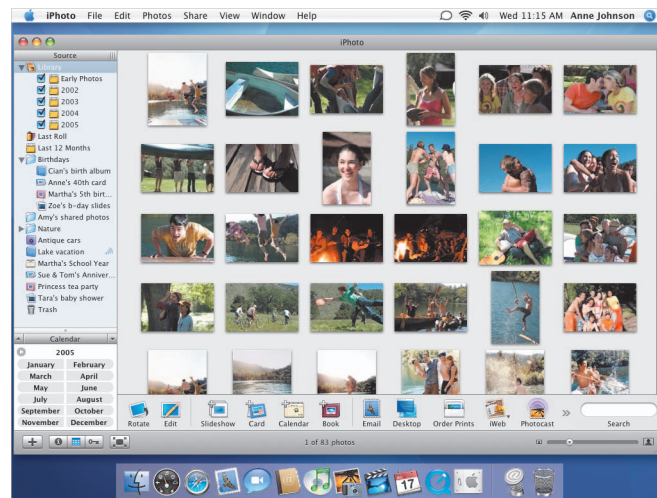 iPhoto File Edit Photos Share View Window Help Wed 11:15 AM Anne Johnson
iPhoto
Source
Library
Early Photos
2002
2003
2004
2005
Last Roll
Last 12 Months
Birthdays
Cian's birth album
Anne's 40th card
Martha's 5th birt...
Zoe's b-day slides
Amy's shared photos
Nature
Antique cars
Lake vacation
Martha's School Year
Sue & Tom's Anniver...
Princess tea party
Tara's baby shower
Trash
Calendar
2005
January February
March April
May June
July August
September October
November December
Rotate Edit Slideshow Card Calendar Book Email Desktop Order Prints iWeb Photocast Search
1 of 83 photos
17